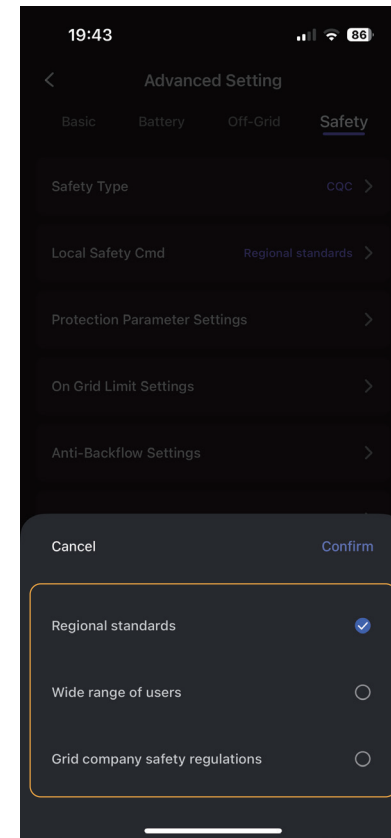 19:43
86
Advanced Setting
Basic Battery Off-Grid Safety
Safety Type CQC
Local Safety Cmd Regional standards
Protection Parameter Settings
On Grid Limit Settings
Anti-Backflow Settings
Cancel Confirm
Regional standards
Wide range of users
Grid company safety regulations